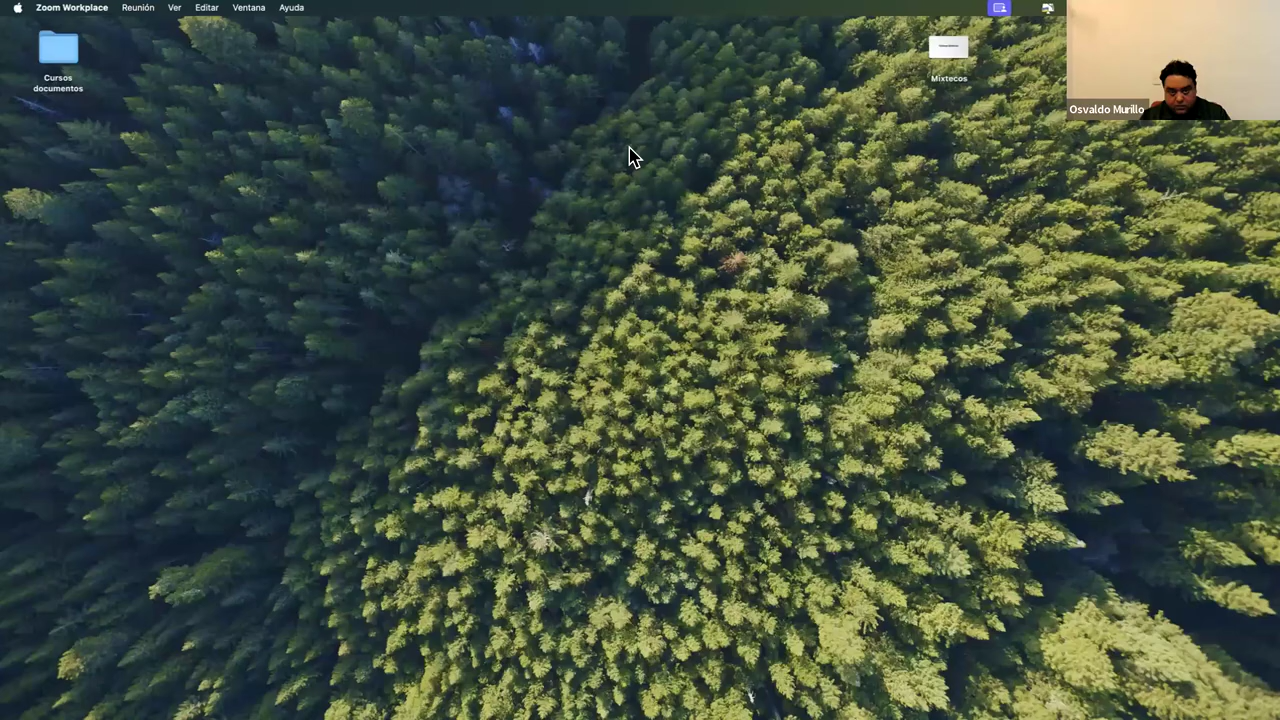 Zoom Workplace Reunión Ver Editar Ventana Ayuda
Cursos
documentos
Mixtecos
Osvaldo Murillo